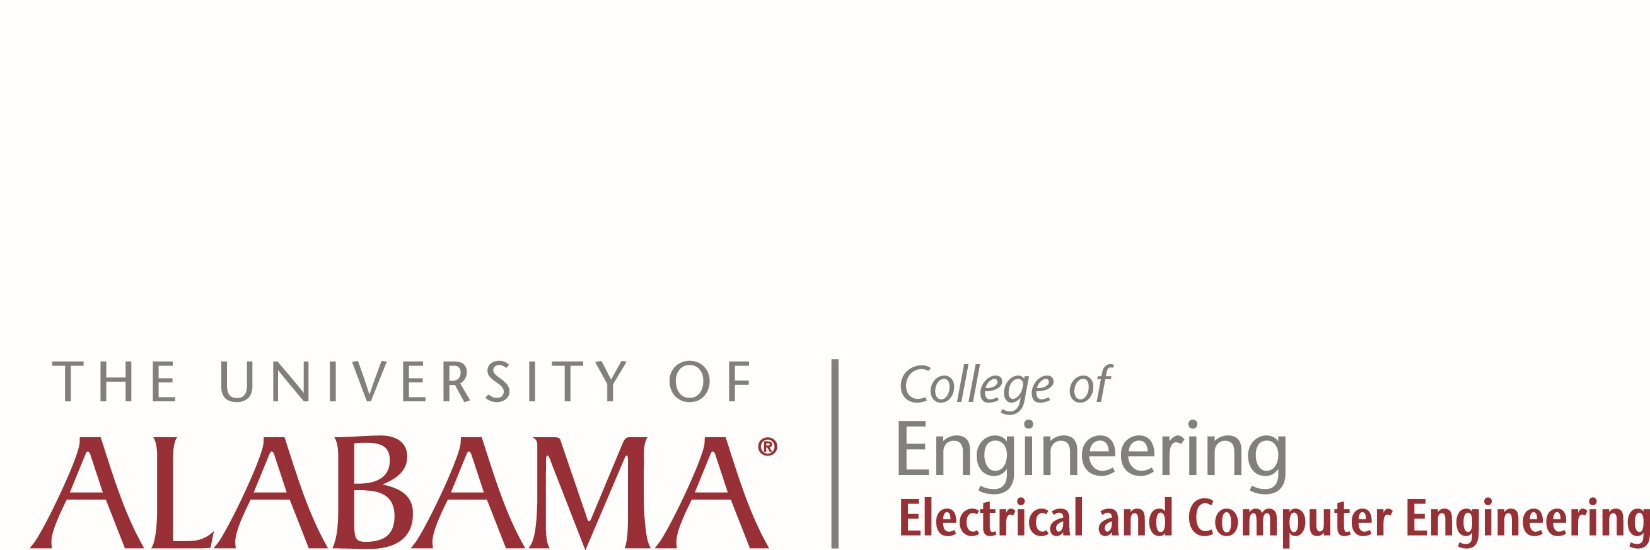 THE UNIVERSITY OF
ALABAMA®
College of
Engineering
Electrical and Computer Engineering